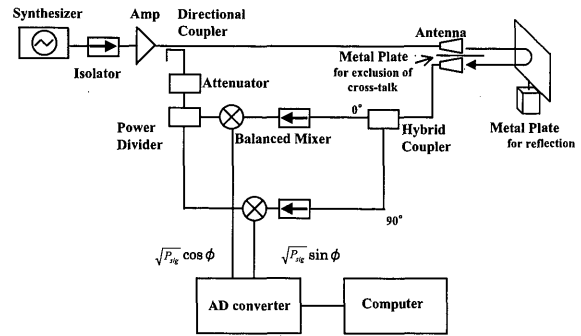 Synthesizer
Amp
Directional
Coupler
Isolator
Antenna
Metal Plate
for exclusion of
cross-talk
Attenuator
Power
Divider
Balanced Mixer
0°
Hybrid
Coupler
Metal Plate
for reflection
90°
√P_sig cos ϕ
√P_sig sin ϕ
AD converter
Computer